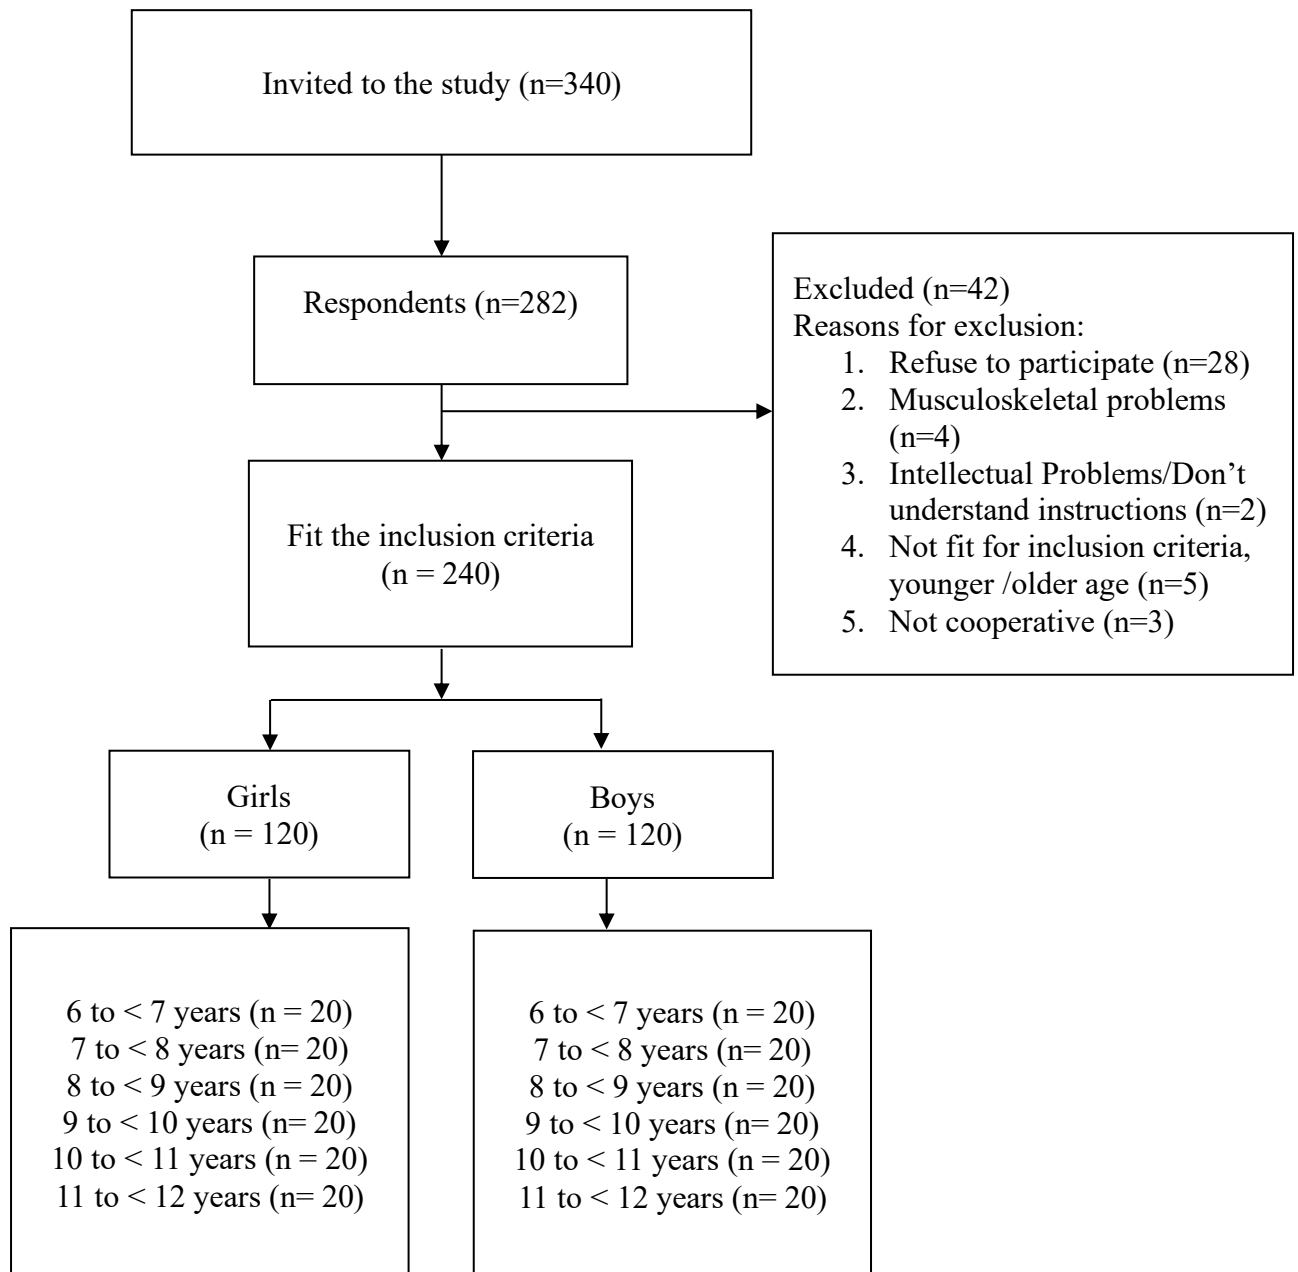 Invited to the study (n=340)
Respondents (n=282)
Excluded (n=42)
Reasons for exclusion:
1. Refuse to participate (n=28)
2. Musculoskeletal problems
(n=4)
3. Intellectual Problems/Don’t
understand instructions (n=2)
4. Not fit for inclusion criteria,
younger /older age (n=5)
5. Not cooperative (n=3)
Fit the inclusion criteria
(n = 240)
Girls
(n = 120)
Boys
(n = 120)
6 to < 7 years (n = 20)
7 to < 8 years (n= 20)
8 to < 9 years (n = 20)
9 to < 10 years (n= 20)
10 to < 11 years (n = 20)
11 to < 12 years (n= 20)
6 to < 7 years (n = 20)
7 to < 8 years (n= 20)
8 to < 9 years (n = 20)
9 to < 10 years (n= 20)
10 to < 11 years (n = 20)
11 to < 12 years (n= 20)